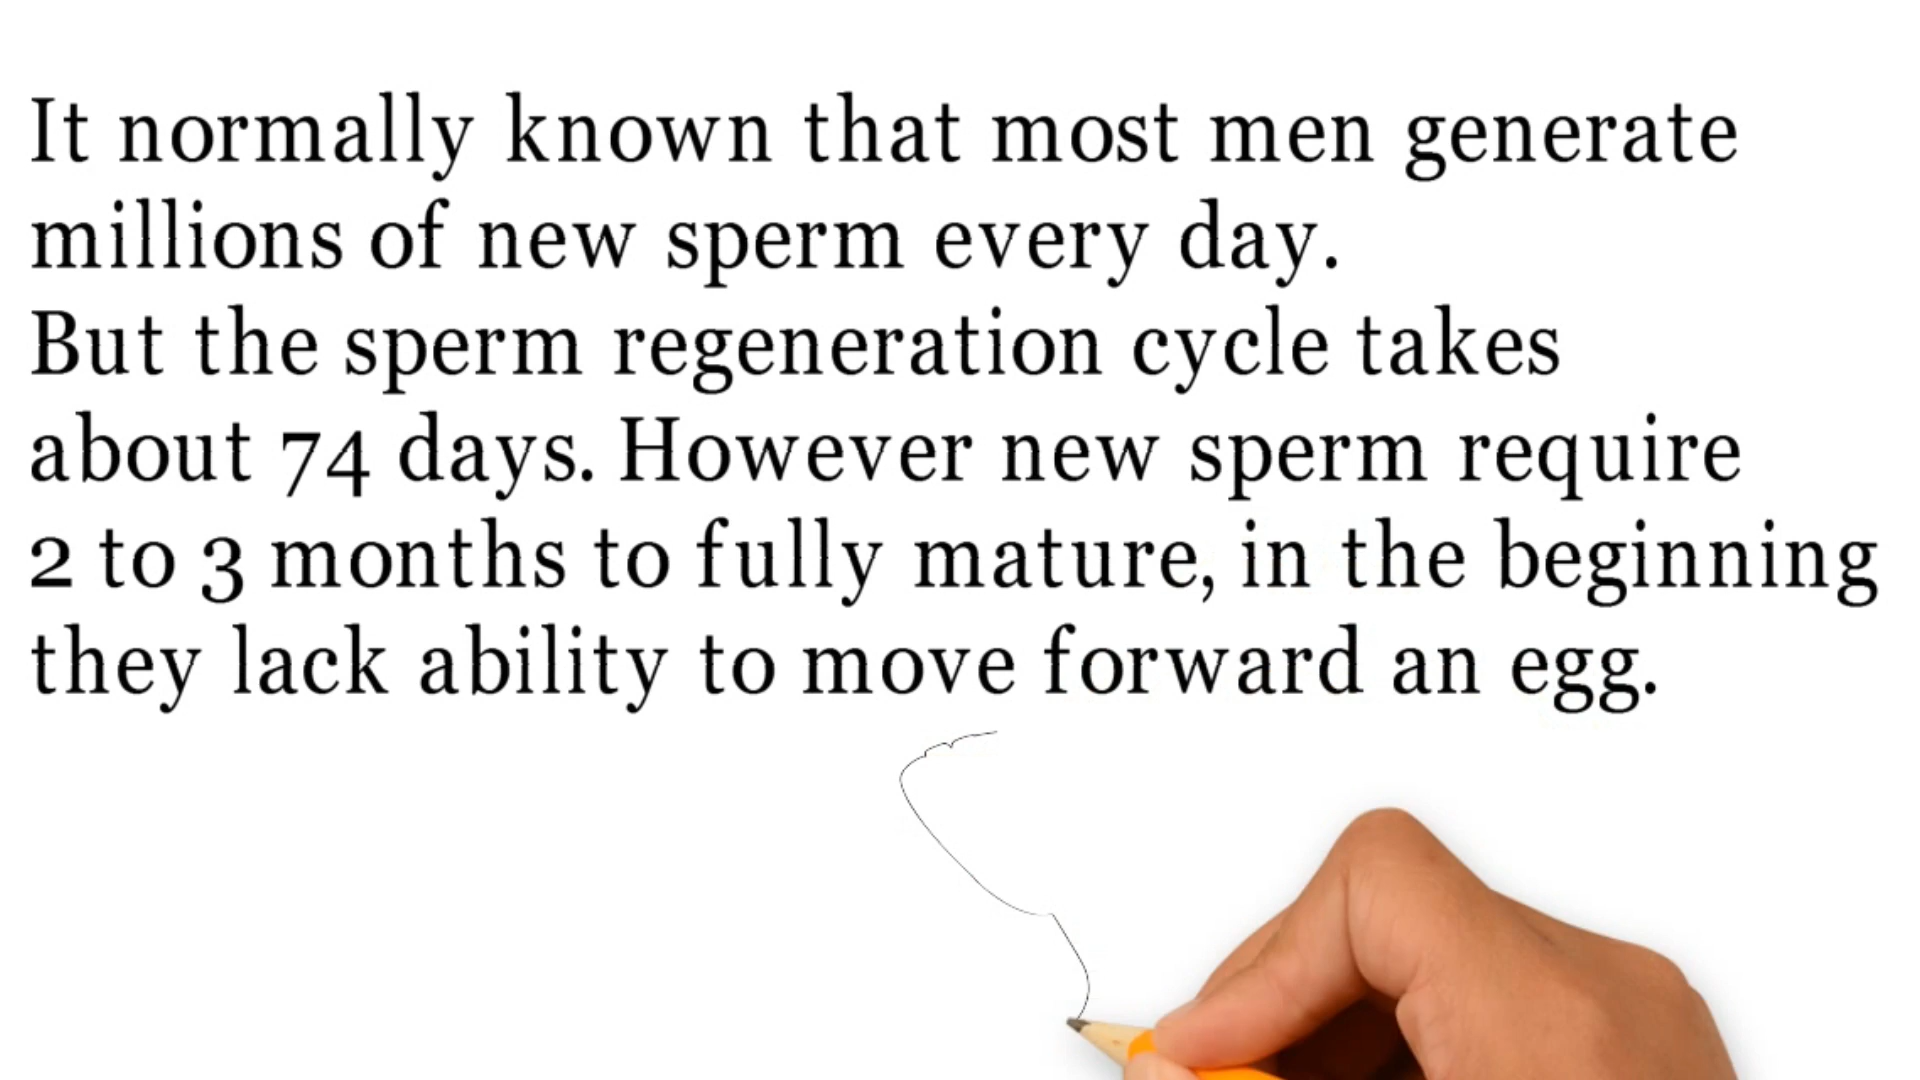 It normally known that most men generate
millions of new sperm every day.
But the sperm regeneration cycle takes
about 74 days. However new sperm require
2 to 3 months to fully mature, in the beginning
they lack ability to move forward an egg.